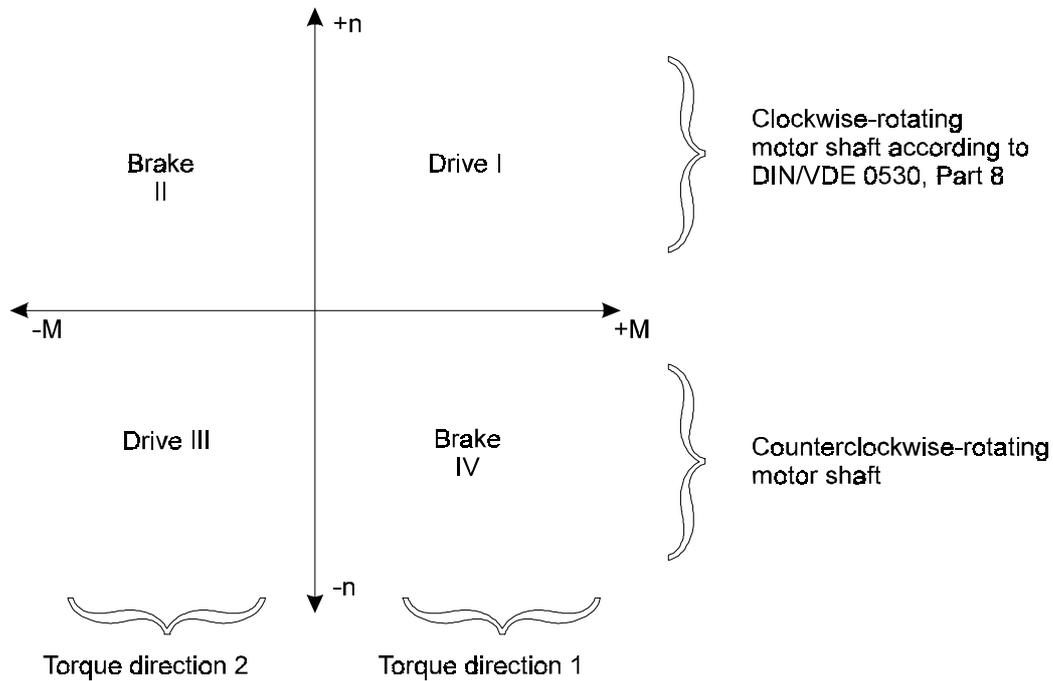 +n
Clockwise-rotating
motor shaft according to
DIN/VDE 0530, Part 8
Brake
II
Drive I
-M
+M
Drive III
Brake
IV
Counterclockwise-rotating
motor shaft
-n
Torque direction 2
Torque direction 1